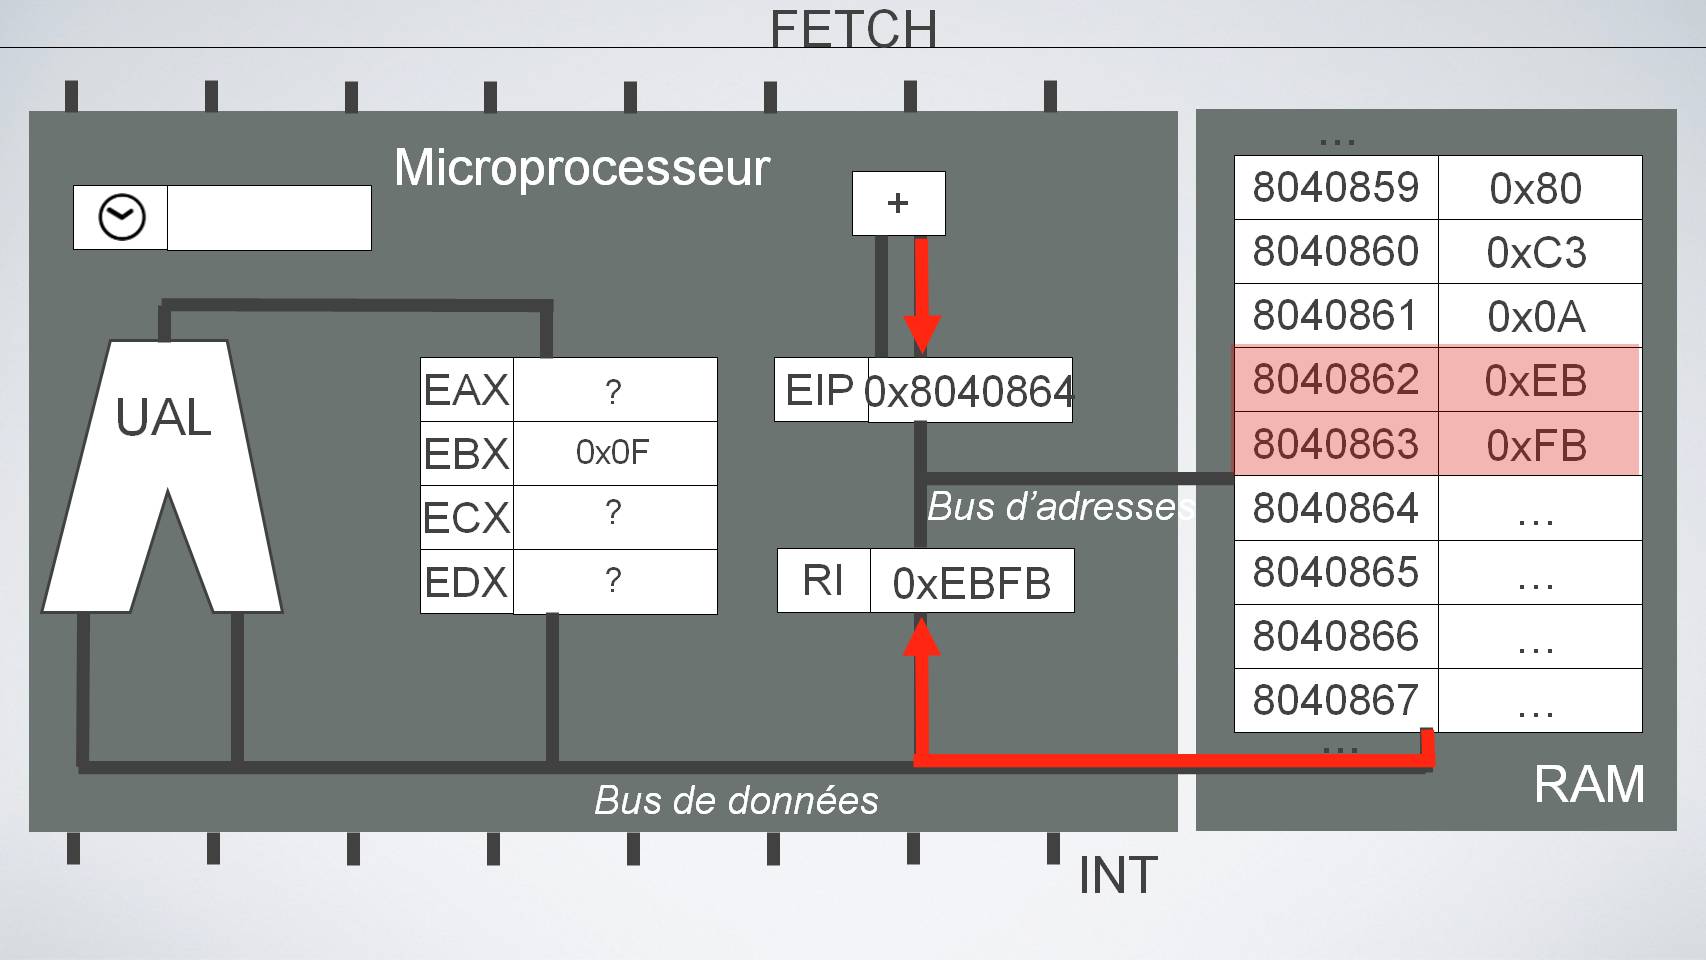 FETCH
Microprocesseur
+
UAL
EAX ?
EBX 0x0F
ECX ?
EDX ?
EIP 0x8040864
Bus d’adresses
RI 0xEBFB
Bus de données
INT
...
8040859 0x80
8040860 0xC3
8040861 0x0A
8040862 0xEB
8040863 0xFB
8040864 ...
8040865 ...
8040866 ...
8040867 ...
...
RAM